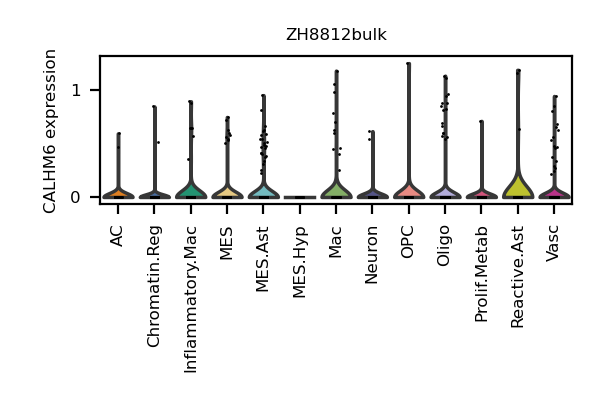 ZH8812bulk
CALHM6 expression
1
0
AC
Chromatin.Reg
Inflammatory.Mac
MES
MES.Ast
MES.Hyp
Mac
Neuron
OPC
Oligo
Prolif.Metab
Reactive.Ast
Vasc